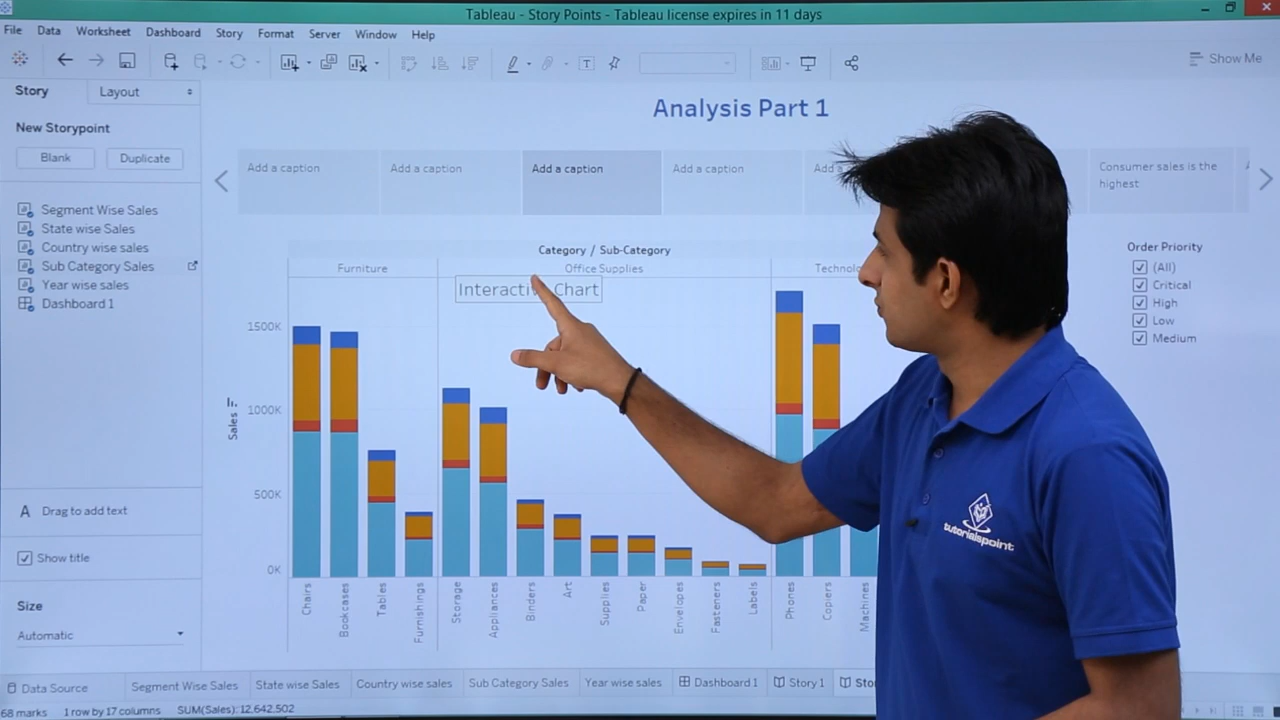 Tableau - Story Points - Tableau license expires in 11 days
File Data Worksheet Dashboard Story Format Server Window Help
Show Me
Story Layout
New Storypoint
Blank Duplicate
Segment Wise Sales
State wise Sales
Country wise sales
Sub Category Sales
Year wise sales
Dashboard 1
A Drag to add text
Show title
Size
Automatic
Analysis Part 1
Add a caption
Add a caption
Add a caption
Add a caption
Consumer sales is the
highest
Category / Sub-Category
Furniture Office Supplies
Interactive Chart
Order Priority
(All)
Critical
High
Low
Medium
Sales
1500K
1000K
500K
0K
Chairs
Bookcases
Tables
Furnishings
Storage
Appliances
Binders
Art
Supplies
Paper
Envelopes
Fasteners
Labels
Phones
Copiers
Machines
tutorialspoint
Data Source Segment Wise Sales State wise Sales Country wise sales Sub Category Sales Year wise sales Dashboard 1 Story 1
68 marks 1 row by 17 columns SUM(Sales): 12,642,502